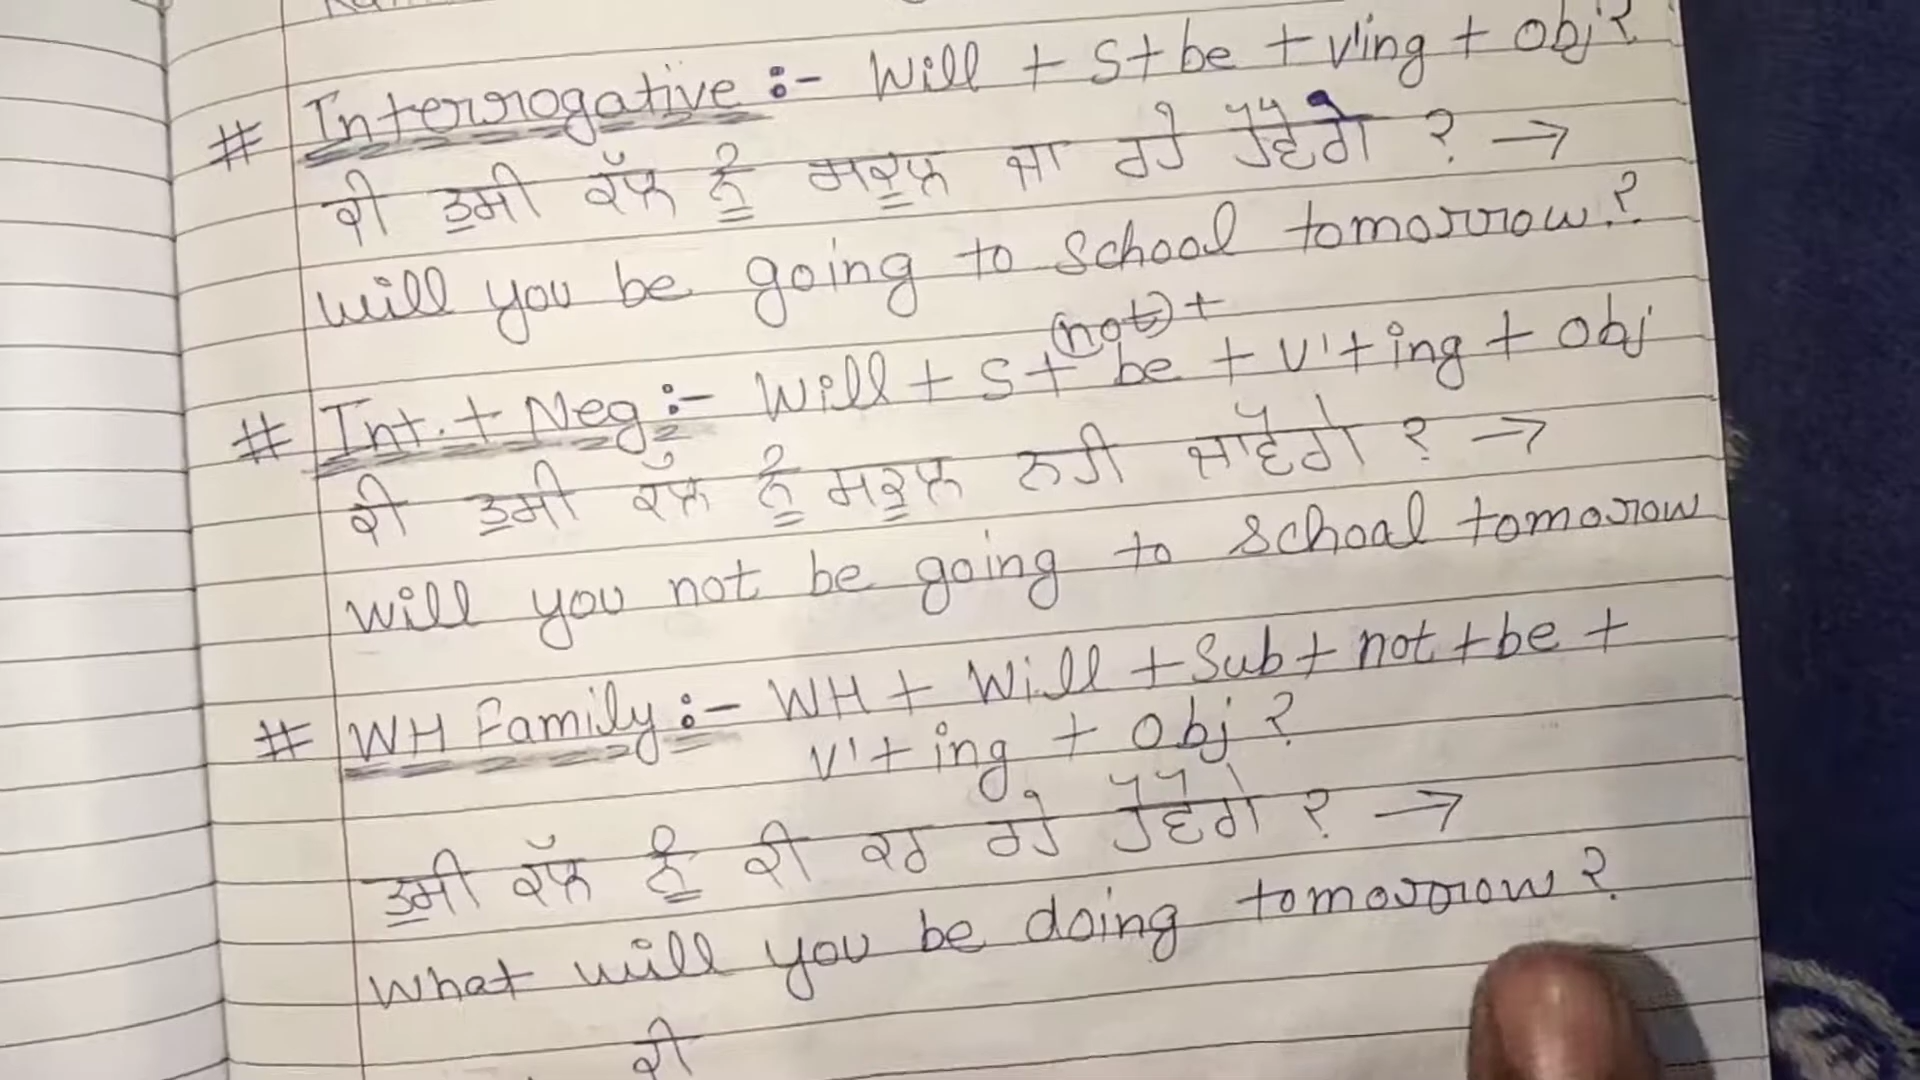 # Interrogative :- Will + S + be + v'ing + Obj?
ਕੀ ਤੁਸੀ ਕੱਲ ਨੂੰ ਸਕੂਲ ਜਾ ਰਹੇ ਹੋਵੋਗੇ ? →
Will you be going to school tomorrow?
(not) +
# Int. + Neg :- Will + S + be + V' + ing + Obj
ਕੀ ਤੁਸੀ ਕੱਲ ਨੂੰ ਸਕੂਲ ਨਹੀ ਜਾਵੋਗੇ ? →
Will you not be going to school tomorrow
# WH Family :- WH + Will + Sub + not + be +
V' + ing + Obj ?
ਤੁਸੀ ਕੱਲ ਨੂੰ ਕੀ ਕਰ ਰਹੇ ਹੋਵੋਗੇ ? →
What will you be doing tomorrow?
ਕੀ